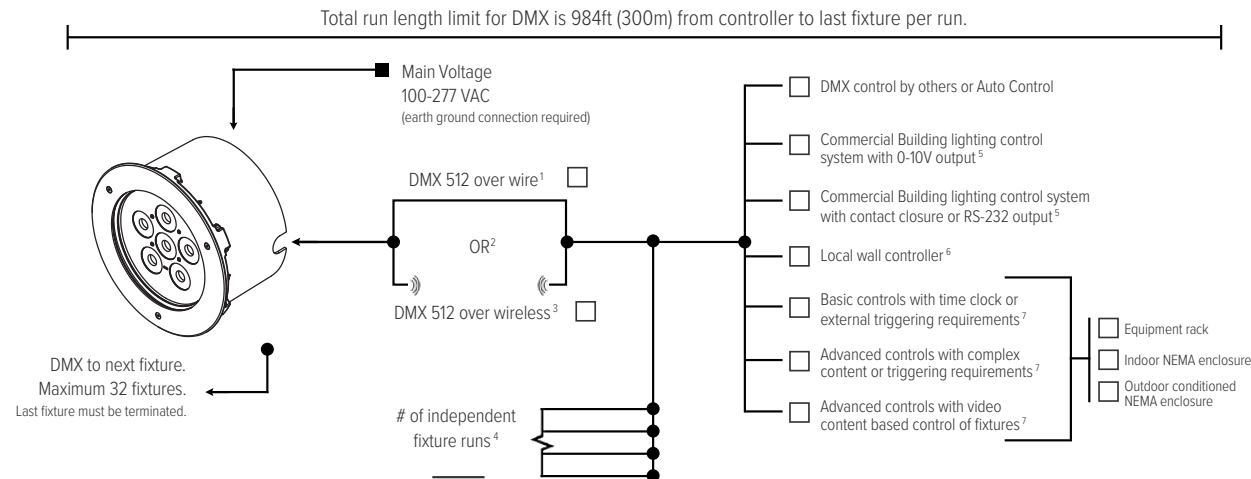 Total run length limit for DMX is 984ft (300m) from controller to last fixture per run.
Main Voltage
100-277 VAC
(earth ground connection required)
DMX 512 over wire¹
OR²
DMX 512 over wireless³
DMX to next fixture.
Maximum 32 fixtures.
Last fixture must be terminated.
# of independent
fixture runs⁴
DMX control by others or Auto Control
Commercial Building lighting control
system with 0-10V output⁵
Commercial Building lighting control system
with contact closure or RS-232 output⁵
Local wall controller⁶
Basic controls with time clock or
external triggering requirements⁷
Advanced controls with complex
content or triggering requirements⁷
Advanced controls with video
content based control of fixtures⁷
Equipment rack
Indoor NEMA enclosure
Outdoor conditioned
NEMA enclosure